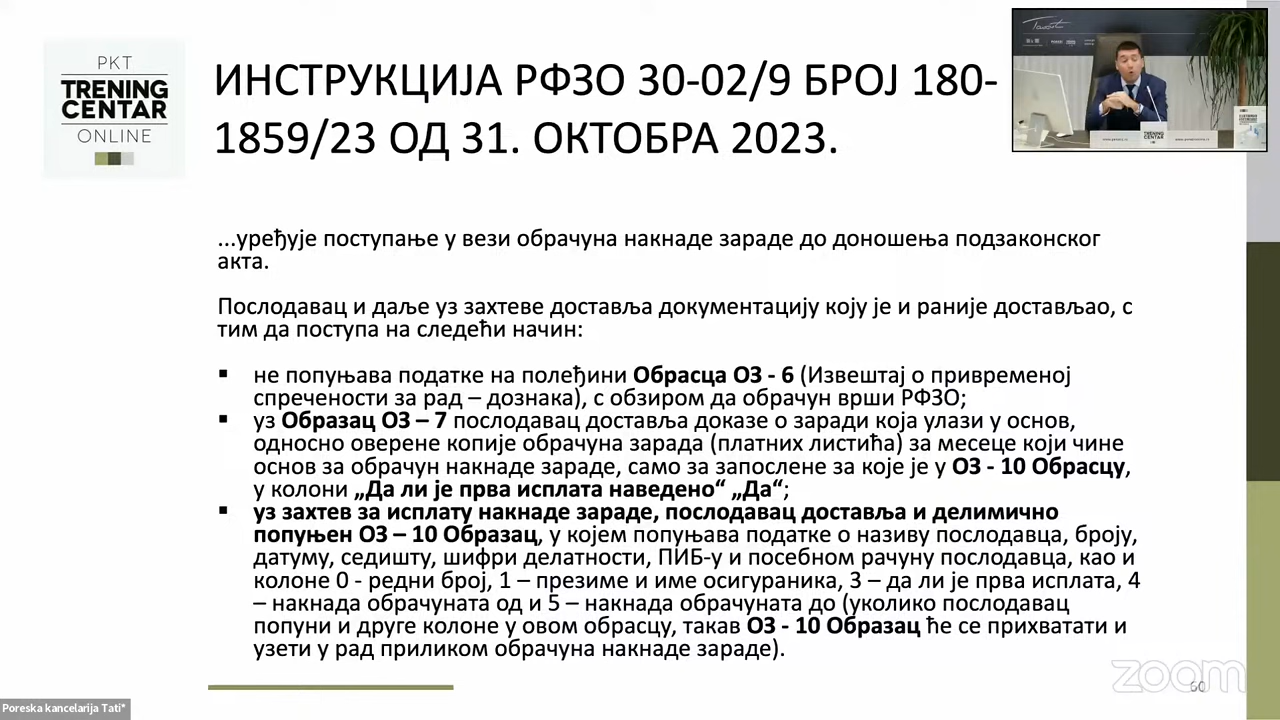 PKT
TRENING
CENTAR
ONLINE
ИНСТРУКЦИЈА РФЗО 30-02/9 БРОЈ 180-
1859/23 ОД 31. ОКТОБРА 2023.
...уређује поступање у вези обрачуна накнаде зараде до доношења подзаконског
акта.
Послодавац и даље уз захтеве доставља документацију коју је и раније достављао, с
тим да поступа на следећи начин:
▪ не попуњава податке на полеђини Обрасца ОЗ - 6 (Извештај о привременој
спречености за рад – дознака), с обзиром да обрачун врши РФЗО;
▪ уз Образац ОЗ – 7 послодавац доставља доказе о заради која улази у основ,
односно оверене копије обрачуна зарада (платних листића) за месеце који чине
основ за обрачун накнаде зараде, само за запослене за које је у ОЗ - 10 Обрасцу,
у колони „Да ли је прва исплата наведено“ „Да“;
▪ уз захтев за исплату накнаде зараде, послодавац доставља и делимично
попуњен ОЗ – 10 Образац, у којем попуњава податке о називу послодавца, броју,
датуму, седишту, шифри делатности, ПИБ-у и посебном рачуну послодавца, као и
колоне 0 - редни број, 1 – презиме и име осигураника, 3 – да ли је прва исплата, 4
– накнада обрачуната од и 5 – накнада обрачуната до (уколико послодавац
попуни и друге колоне у овом обрасцу, такав ОЗ - 10 Образац ће се прихватати и
узети у рад приликом обрачуна накнаде зараде).
TRENING
CENTAR
zoom
60
Poreska kancelarija Tati*